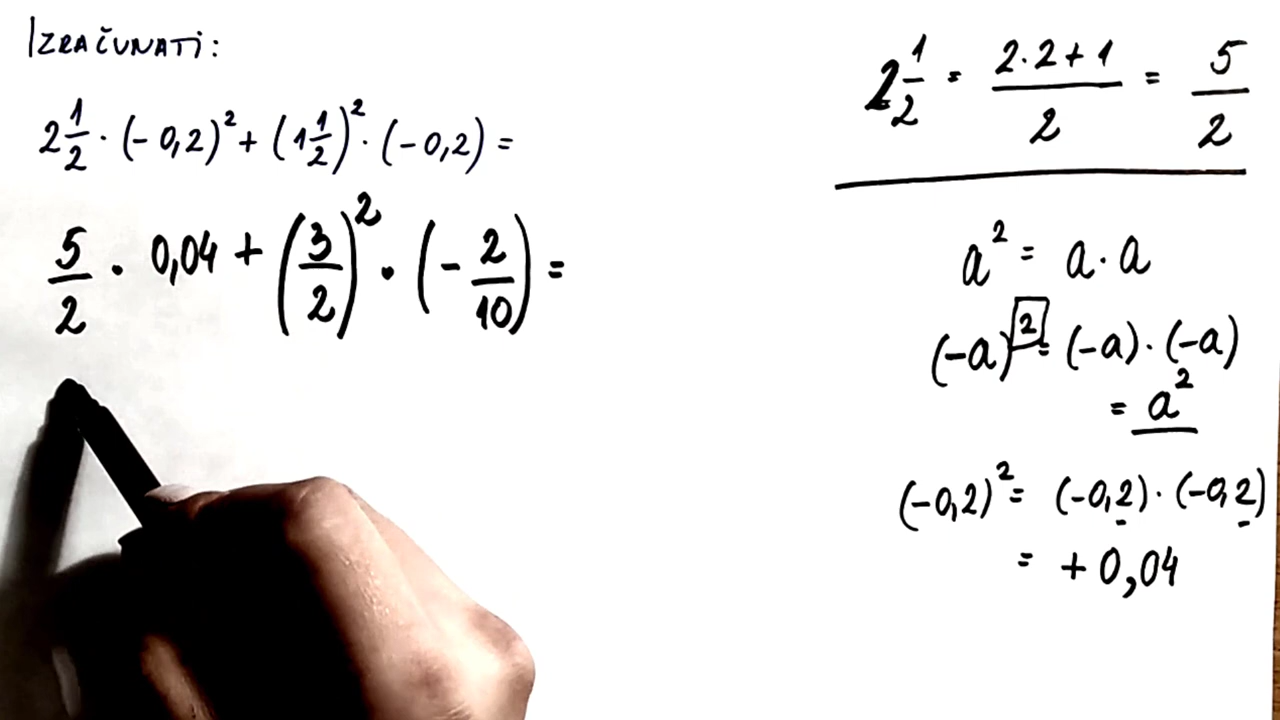 IZRAČUNATI:
2 1/2 · (-0,2)² + (1 1/2)² · (-0,2) =
5/2 · 0,04 + (3/2)² · (-2/10) =
2 1/2 = (2·2+1)/2 = 5/2
a² = a·a
(-a)² = (-a)·(-a)
= a²
(-0,2)² = (-0,2)·(-0,2)
= +0,04